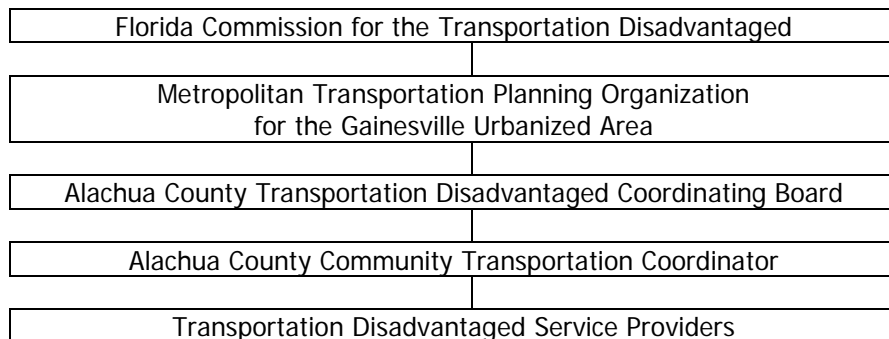 Florida Commission for the Transportation Disadvantaged
Metropolitan Transportation Planning Organization
for the Gainesville Urbanized Area
Alachua County Transportation Disadvantaged Coordinating Board
Alachua County Community Transportation Coordinator
Transportation Disadvantaged Service Providers